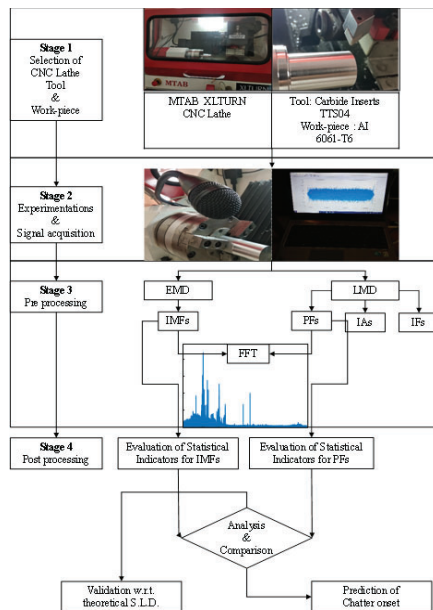 Stage 1
Selection of
CNC Lathe
Tool
&
Work-piece
MTAB
MTAB XLTURN
CNC Lathe
Tool: Carbide Inserts
TTS04
Work-piece : AI
6061-T6
Stage 2
Experimentations
&
Signal acquisition
Stage 3
Pre processing
EMD
LMD
IMFs
PFs
IAs
IFs
FFT
Stage 4
Post processing
Evaluation of Statistical
Indicators for IMFs
Evaluation of Statistical
Indicators for PFs
Analysis
&
Comparison
Validation w.r.t.
theoretical S.L.D.
Prediction of
Chatter onset